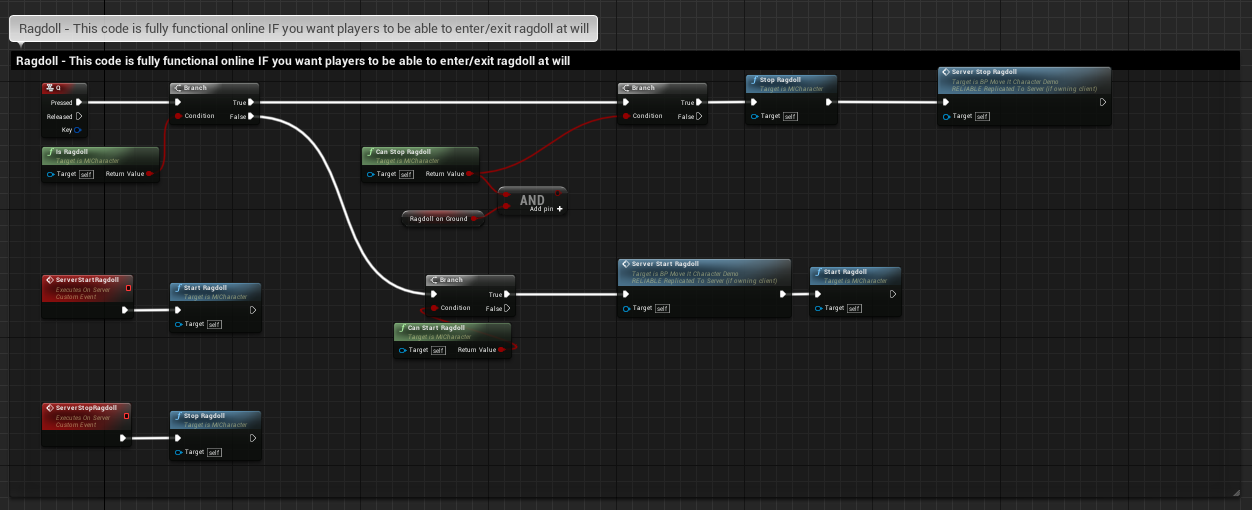 Ragdoll - This code is fully functional online IF you want players to be able to enter/exit ragdoll at will
Ragdoll - This code is fully functional online IF you want players to be able to enter/exit ragdoll at will
Q
Pressed
Released
Key
Branch
True
Condition
False
Branch
True
Condition
False
Stop Ragdoll
Target is MICharacter
Target self
Server Stop Ragdoll
Target is BP Move It Character Demo
RELIABLE Replicated To Server (if owning client)
Target self
Is Ragdoll
Target is MICharacter
Target self Return Value
Can Stop Ragdoll
Target is MICharacter
Target self Return Value
AND
Add pin +
Ragdoll on Ground
ServerStartRagdoll
Executes On Server
Custom Event
Start Ragdoll
Target is MICharacter
Target self
Branch
True
Condition
False
Server Start Ragdoll
Target is BP Move It Character Demo
RELIABLE Replicated To Server (if owning client)
Target self
Start Ragdoll
Target is MICharacter
Target self
Can Start Ragdoll
Target is MICharacter
Target self Return Value
ServerStopRagdoll
Executes On Server
Custom Event
Stop Ragdoll
Target is MICharacter
Target self